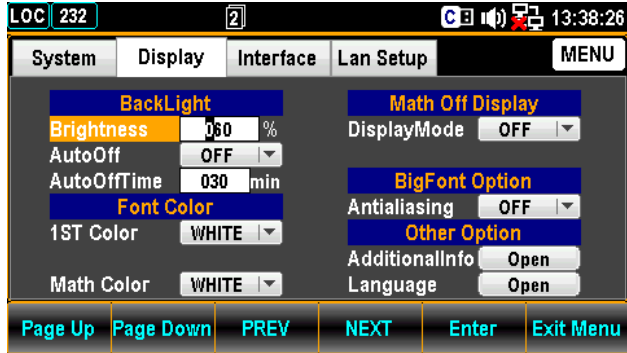 LOC 232 2 C 13:38:26
System Display Interface Lan Setup MENU
BackLight
Brightness 060 %
AutoOff OFF
AutoOffTime 030 min
Font Color
1ST Color WHITE
Math Color WHITE
Math Off Display
DisplayMode OFF
BigFont Option
Antialiasing OFF
Other Option
AdditionalInfo Open
Language Open
Page Up Page Down PREV NEXT Enter Exit Menu